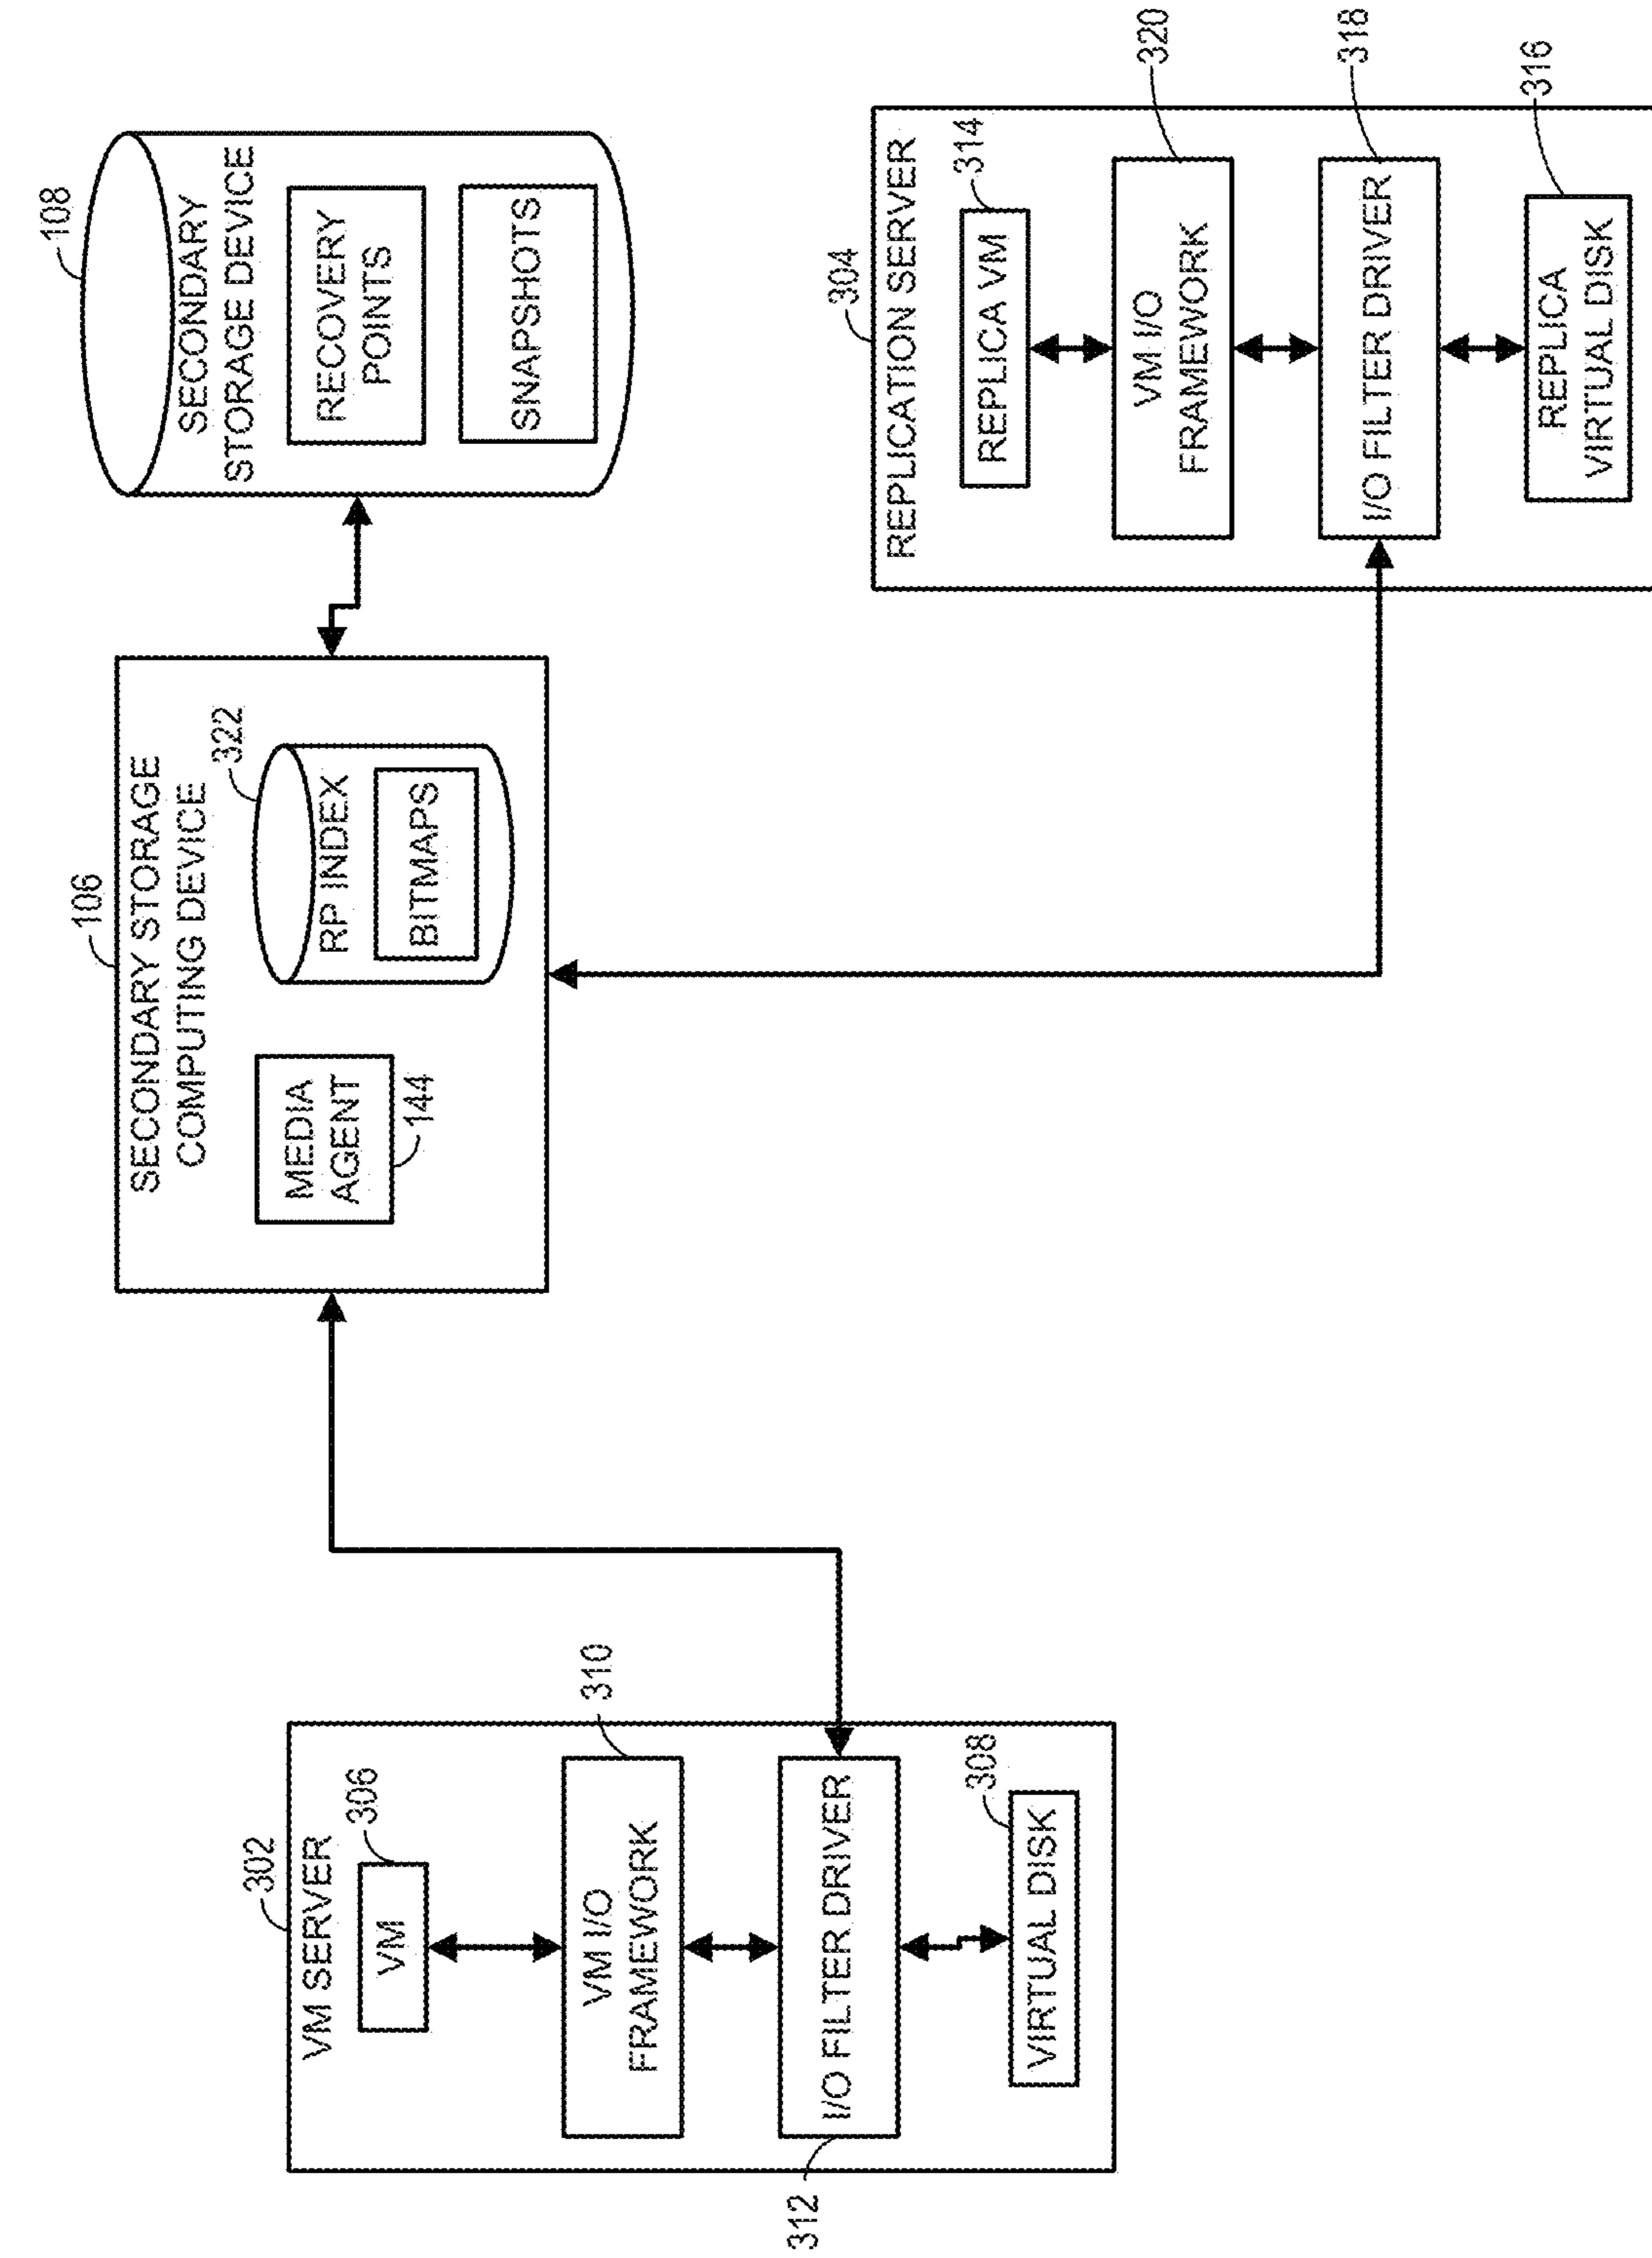 302
VM SERVER
306
VM
310
VM I/O
FRAMEWORK
312
I/O FILTER DRIVER
308
VIRTUAL DISK
106
SECONDARY STORAGE
COMPUTING DEVICE
MEDIA
AGENT
144
322
RP INDEX
BITMAPS
108
SECONDARY
STORAGE DEVICE
RECOVERY
POINTS
SNAPSHOTS
304
REPLICATION SERVER
314
REPLICA VM
320
VM I/O
FRAMEWORK
318
I/O FILTER DRIVER
316
REPLICA
VIRTUAL DISK